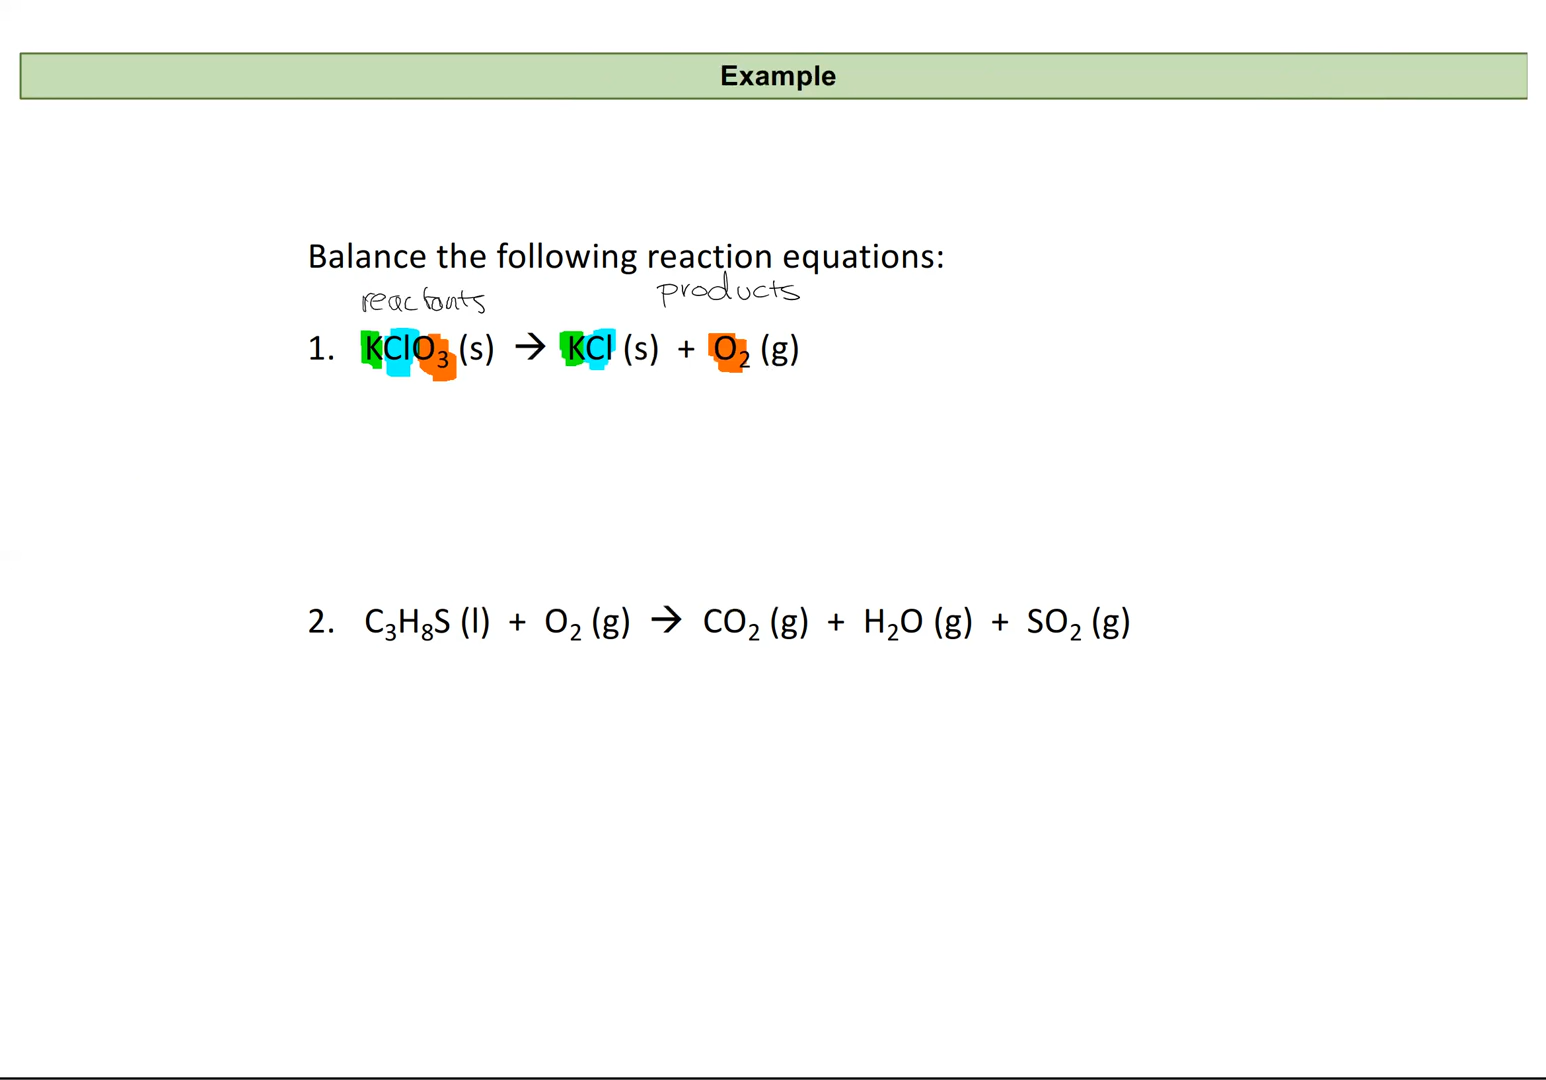 Example
Balance the following reaction equations:
reactants products
1. KClO₃ (s) → KCl (s) + O₂ (g)
2. C₃H₈S (l) + O₂ (g) → CO₂ (g) + H₂O (g) + SO₂ (g)